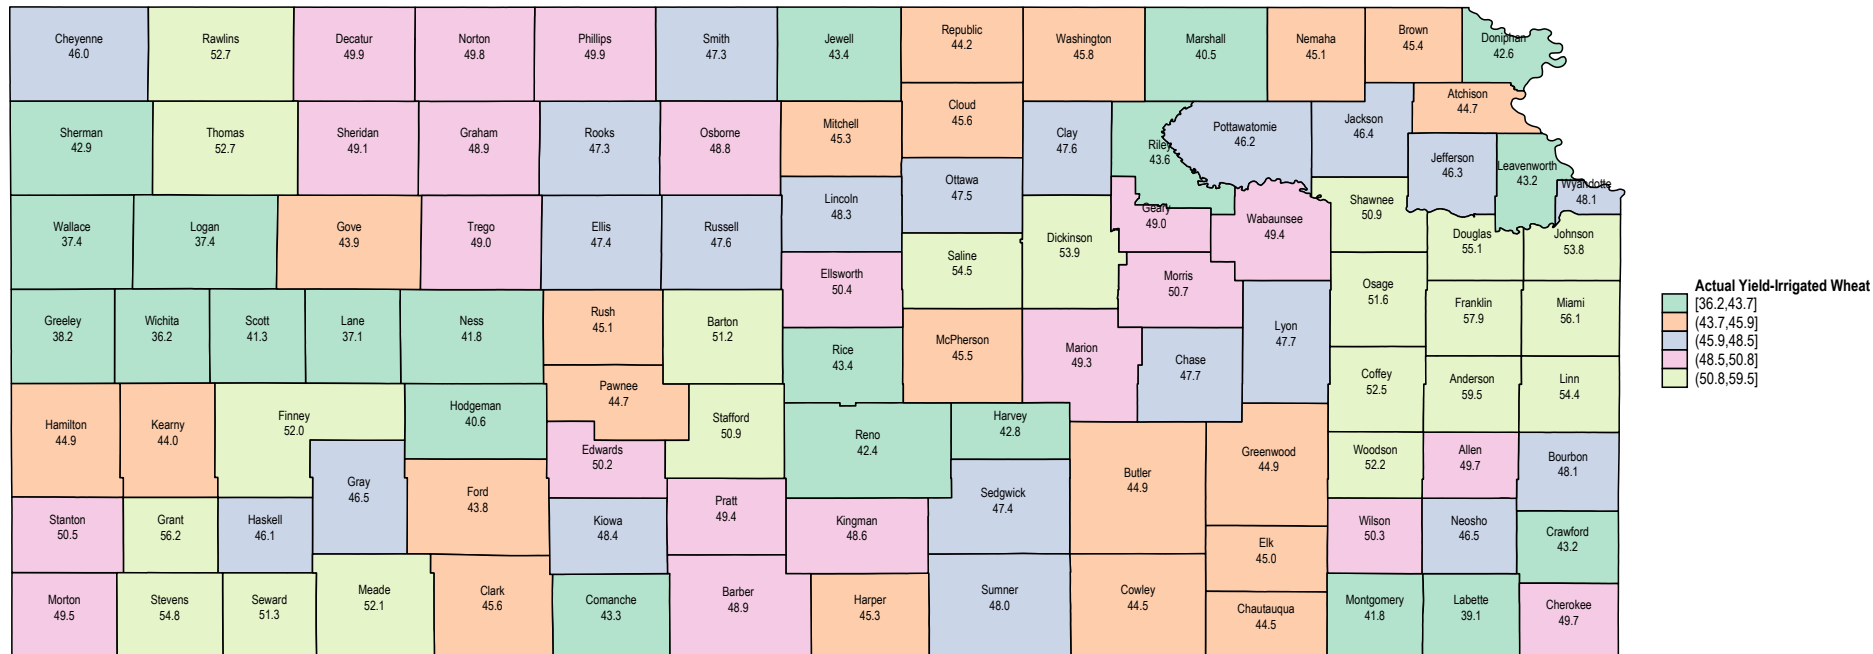 Cheyenne
46.0
Rawlins
52.7
Decatur
49.9
Norton
49.8
Phillips
49.9
Smith
47.3
Jewell
43.4
Republic
44.2
Washington
45.8
Marshall
40.5
Nemaha
45.1
Brown
45.4
Doniphan
42.6
Atchison
44.7
Sherman
42.9
Thomas
52.7
Sheridan
49.1
Graham
48.9
Rooks
47.3
Osborne
48.8
Mitchell
45.3
Cloud
45.6
Clay
47.6
Riley
43.6
Pottawatomie
46.2
Jackson
46.4
Jefferson
46.3
Leavenworth
43.2
Wyandotte
48.1
Wallace
37.4
Logan
37.4
Gove
43.9
Trego
49.0
Ellis
47.4
Russell
47.6
Lincoln
48.3
Ottawa
47.5
Saline
54.5
Dickinson
53.9
Geary
49.0
Wabaunsee
49.4
Shawnee
50.9
Douglas
55.1
Johnson
53.8
Ellsworth
50.4
Morris
50.7
Osage
51.6
Franklin
57.9
Miami
56.1
Actual Yield-Irrigated Wheat
[36.2,43.7]
(43.7,45.9]
(45.9,48.5]
(48.5,50.8]
(50.8,59.5]
Greeley
38.2
Wichita
36.2
Scott
41.3
Lane
37.1
Ness
41.8
Rush
45.1
Barton
51.2
Rice
43.4
McPherson
45.5
Marion
49.3
Chase
47.7
Lyon
47.7
Coffey
52.5
Anderson
59.5
Linn
54.4
Hamilton
44.9
Kearny
44.0
Finney
52.0
Hodgeman
40.6
Pawnee
44.7
Stafford
50.9
Edwards
50.2
Reno
42.4
Harvey
42.8
Gray
46.5
Ford
43.8
Sedgwick
47.4
Butler
44.9
Greenwood
44.9
Woodson
52.2
Allen
49.7
Bourbon
48.1
Stanton
50.5
Grant
56.2
Haskell
46.1
Kiowa
48.4
Pratt
49.4
Kingman
48.6
Elk
45.0
Wilson
50.3
Neosho
46.5
Crawford
43.2
Morton
49.5
Stevens
54.8
Seward
51.3
Meade
52.1
Clark
45.6
Comanche
43.3
Barber
48.9
Harper
45.3
Sumner
48.0
Cowley
44.5
Chautauqua
44.5
Montgomery
41.8
Labette
39.1
Cherokee
49.7